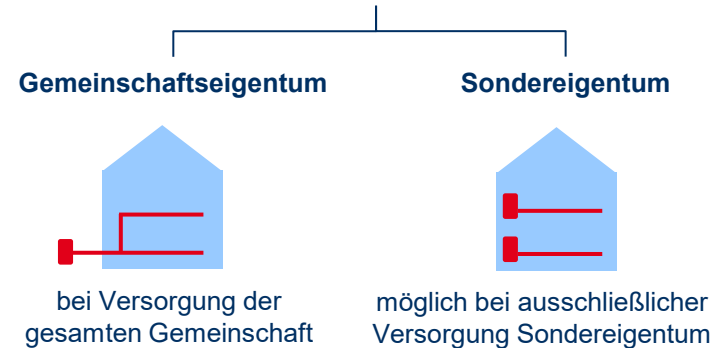 Gemeinschaftseigentum
Sondereigentum
bei Versorgung der
gesamten Gemeinschaft
möglich bei ausschließlicher
Versorgung Sondereigentum